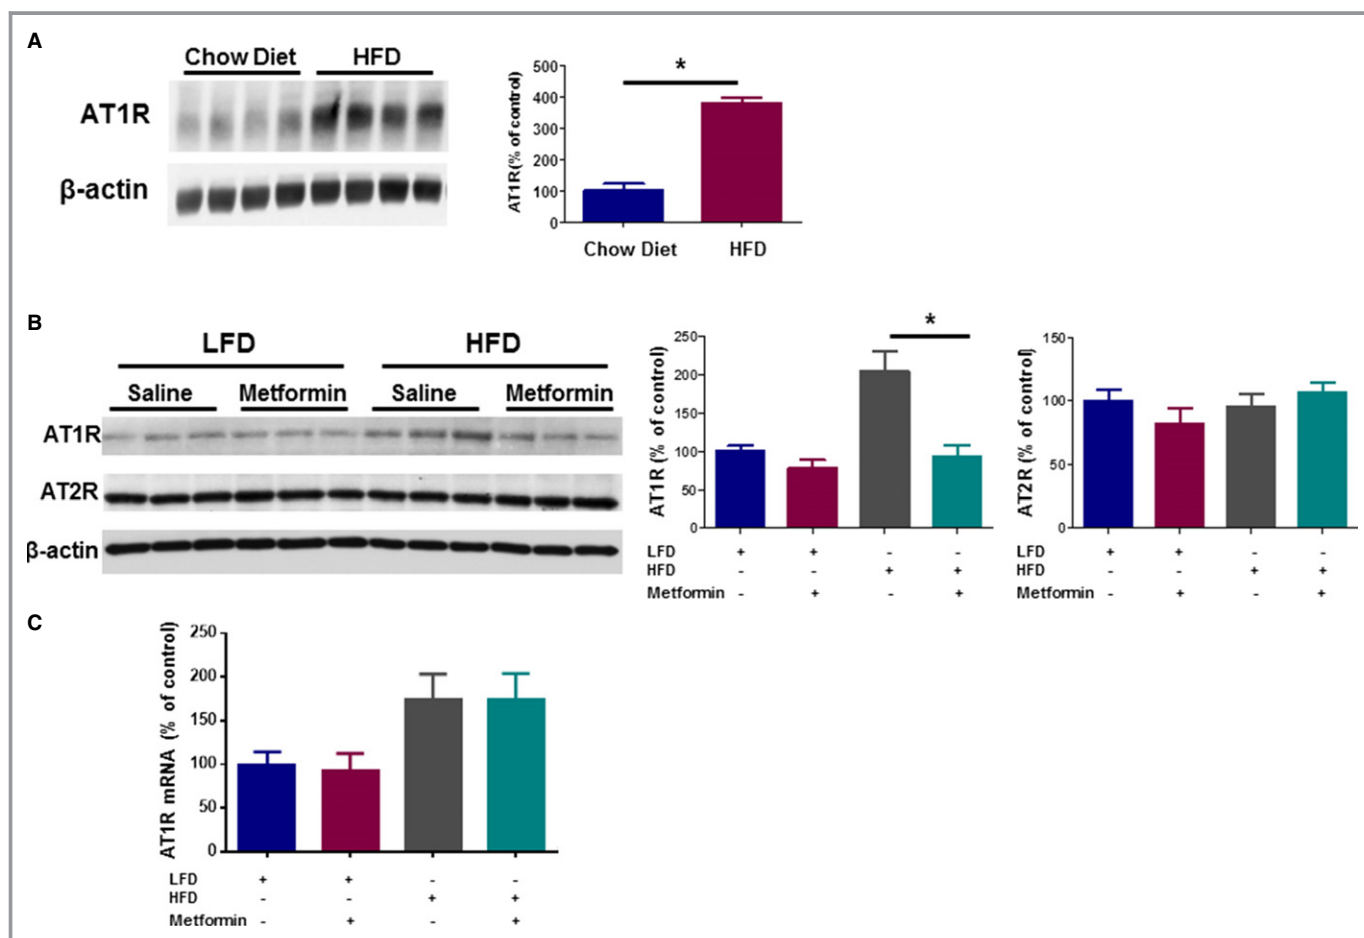 A
Chow Diet HFD
AT1R
β-actin
AT1R(% of control)
500
400
300
200
100
0
*
Chow Diet HFD
B
LFD HFD
Saline Metformin Saline Metformin
AT1R
AT2R
β-actin
AT1R (% of control)
250
200
150
100
50
0
*
LFD + + - -
HFD - - + +
Metformin - + - +
AT2R (% of control)
150
100
50
0
LFD + + - -
HFD - - + +
Metformin - + - +
C
AT1R mRNA (% of control)
250
200
150
100
50
0
LFD + + - -
HFD - - + +
Metformin - + - +